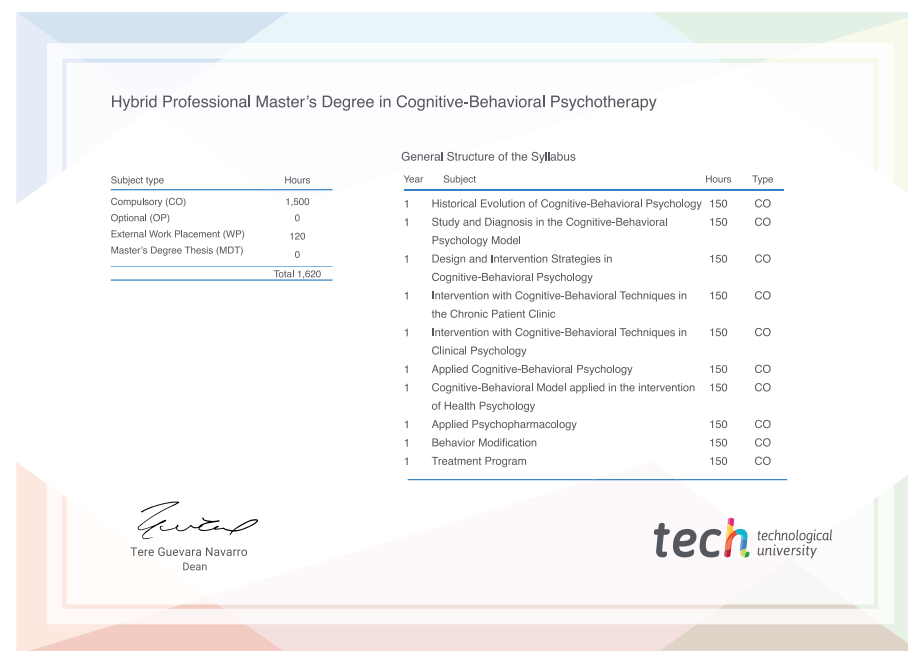 Hybrid Professional Master's Degree in Cognitive-Behavioral Psychotherapy
Subject type Hours
Compulsory (CO) 1,500
Optional (OP) 0
External Work Placement (WP) 120
Master's Degree Thesis (MDT) 0
Total 1,620
General Structure of the Syllabus
Year Subject Hours Type
1 Historical Evolution of Cognitive-Behavioral Psychology 150 CO
1 Study and Diagnosis in the Cognitive-Behavioral 150 CO
Psychology Model
1 Design and Intervention Strategies in 150 CO
Cognitive-Behavioral Psychology
1 Intervention with Cognitive-Behavioral Techniques in 150 CO
the Chronic Patient Clinic
1 Intervention with Cognitive-Behavioral Techniques in 150 CO
Clinical Psychology
1 Applied Cognitive-Behavioral Psychology 150 CO
1 Cognitive-Behavioral Model applied in the intervention 150 CO
of Health Psychology
1 Applied Psychopharmacology 150 CO
1 Behavior Modification 150 CO
1 Treatment Program 150 CO
Tere Guevara Navarro
Dean
tech technological
university